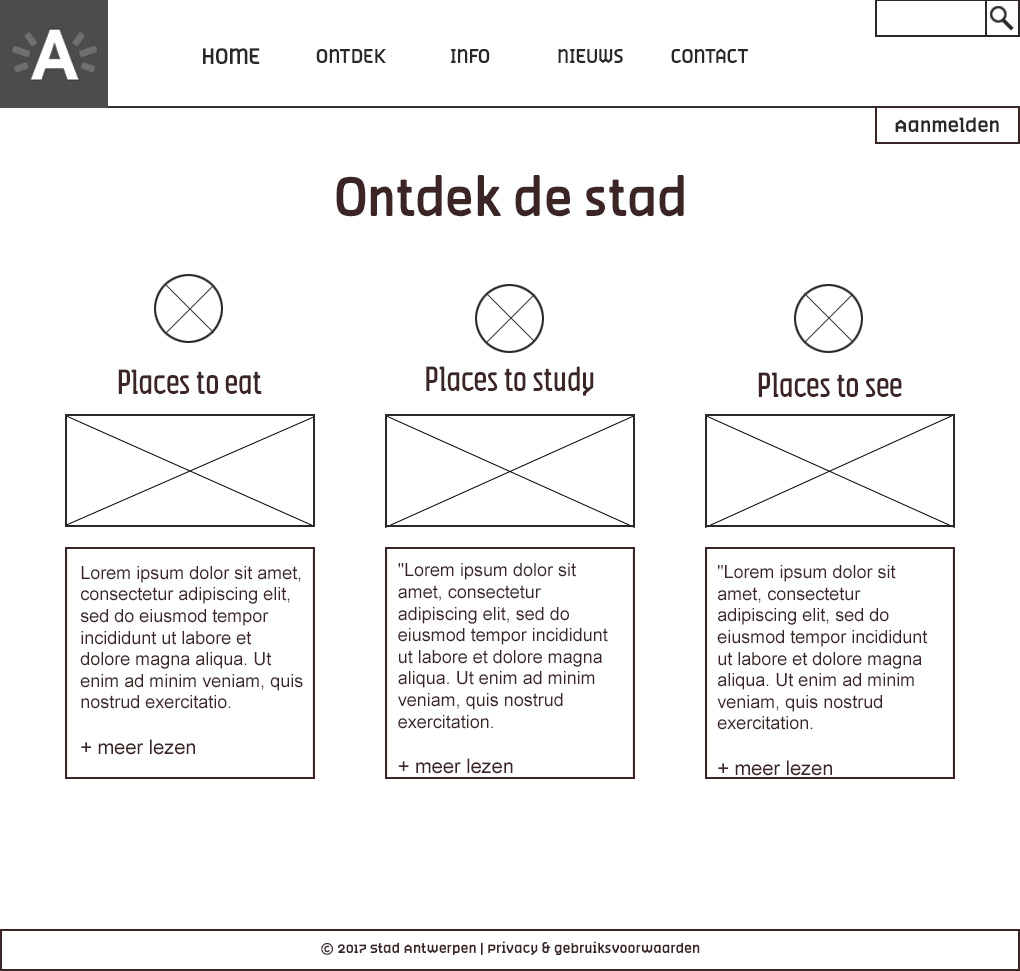 A
HOME ONTDEK INFO NIEUWS CONTACT
Aanmelden
Ontdek de stad
Places to eat
Lorem ipsum dolor sit amet,
consectetur adipiscing elit,
sed do eiusmod tempor
incididunt ut labore et
dolore magna aliqua. Ut
enim ad minim veniam, quis
nostrud exercitatio.
+ meer lezen
Places to study
"Lorem ipsum dolor sit
amet, consectetur
adipiscing elit, sed do
eiusmod tempor incididunt
ut labore et dolore magna
aliqua. Ut enim ad minim
veniam, quis nostrud
exercitation.
+ meer lezen
Places to see
"Lorem ipsum dolor sit
amet, consectetur
adipiscing elit, sed do
eiusmod tempor incididunt
ut labore et dolore magna
aliqua. Ut enim ad minim
veniam, quis nostrud
exercitation.
+ meer lezen
© 2017 Stad Antwerpen | Privacy & gebruiksvoorwaarden